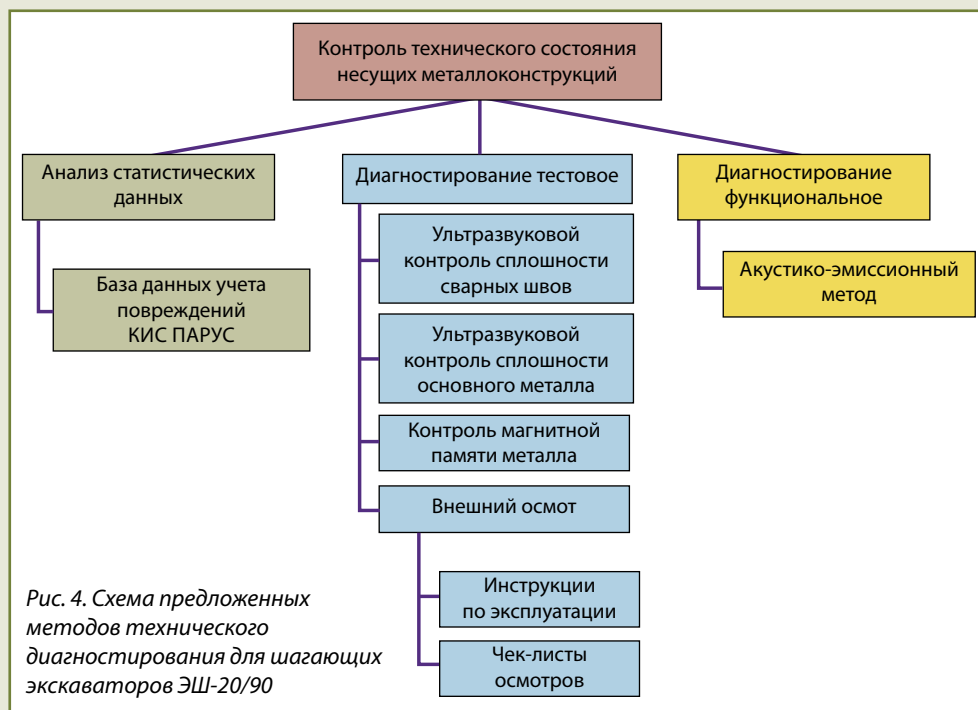 Контроль технического состояния
несущих металлоконструкций
Анализ статистических
данных
База данных учета
повреждений
КИС ПАРУС
Диагностирование тестовое
Ультразвуковой
контроль сплошности
сварных швов
Ультразвуковой
контроль сплошности
основного металла
Контроль магнитной
памяти металла
Внешний осмот
Инструкции
по эксплуатации
Чек-листы
осмотров
Диагностирование
функциональное
Акустико-эмиссионный
метод
Рис. 4. Схема предложенных
методов технического
диагностирования для шагающих
экскаваторов ЭШ-20/90